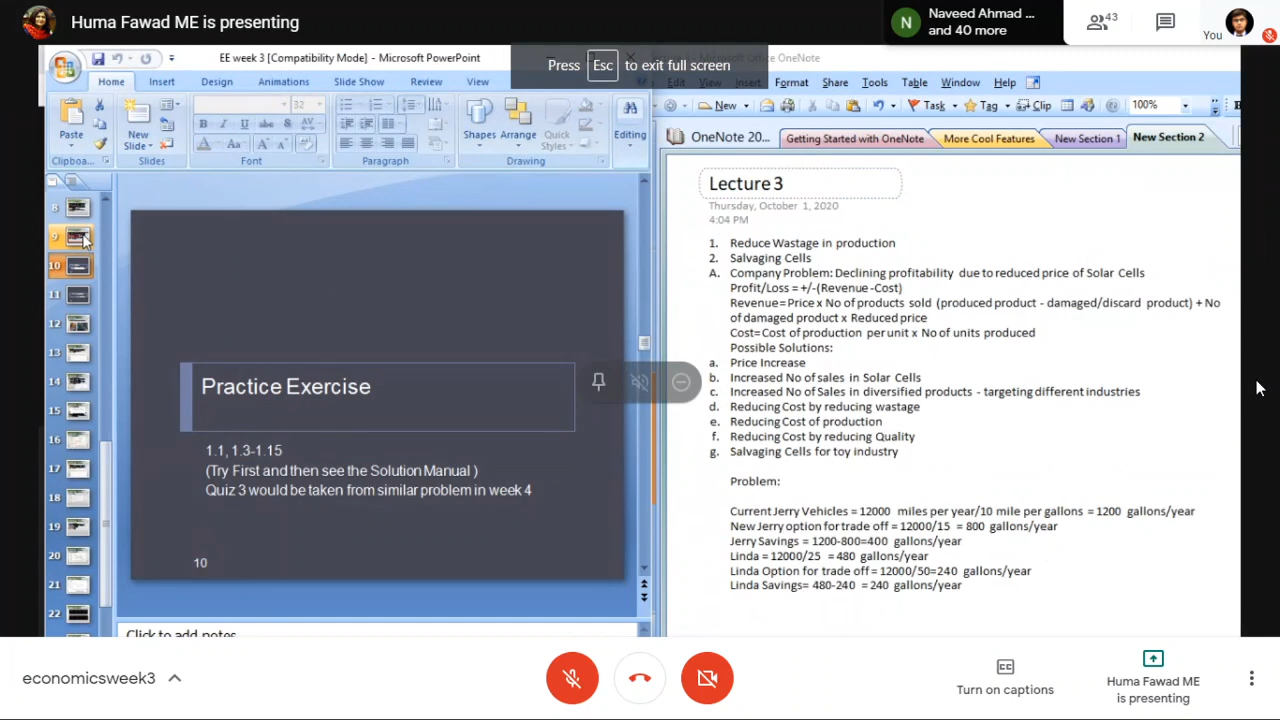 Huma Fawad ME is presenting
N
Naveed Ahmad ...
and 40 more
43
You
EE week 3 [Compatibility Mode] - Microsoft PowerPoint
Press Esc to exit full screen
Office OneNote
Home Insert Design Animations Slide Show Review View
Edit View Insert Format Share Tools Table Window Help
Paste
New
Slide
Shapes Arrange Quick
Styles
Editing
32
B I U abe S AV
A Aa A A
Clipboa... Slides Font Paragraph Drawing
New Task Tag Clip 100% B
OneNote 20... Getting Started with OneNote More Cool Features New Section 1 New Section 2
8
9
10
11
12
13
14
15
16
17
18
19
20
21
22
Practice Exercise
1.1, 1.3-1.15
(Try First and then see the Solution Manual )
Quiz 3 would be taken from similar problem in week 4
10
Click to add notes
Lecture 3
Thursday, October 1, 2020
4:04 PM
1. Reduce Wastage in production
2. Salvaging Cells
A. Company Problem: Declining profitability due to reduced price of Solar Cells
Profit/Loss = +/-(Revenue -Cost)
Revenue= Price x No of products sold (produced product - damaged/discard product) + No
of damaged product x Reduced price
Cost= Cost of production per unit x No of units produced
Possible Solutions:
a. Price Increase
b. Increased No of sales in Solar Cells
c. Increased No of Sales in diversified products - targeting different industries
d. Reducing Cost by reducing wastage
e. Reducing Cost of production
f. Reducing Cost by reducing Quality
g. Salvaging Cells for toy industry
Problem:
Current Jerry Vehicles = 12000 miles per year/10 mile per gallons = 1200 gallons/year
New Jerry option for trade off = 12000/15 = 800 gallons/year
Jerry Savings = 1200-800=400 gallons/year
Linda = 12000/25 = 480 gallons/year
Linda Option for trade off = 12000/50=240 gallons/year
Linda Savings= 480-240 = 240 gallons/year
economicsweek3
CC
Turn on captions
Huma Fawad ME
is presenting